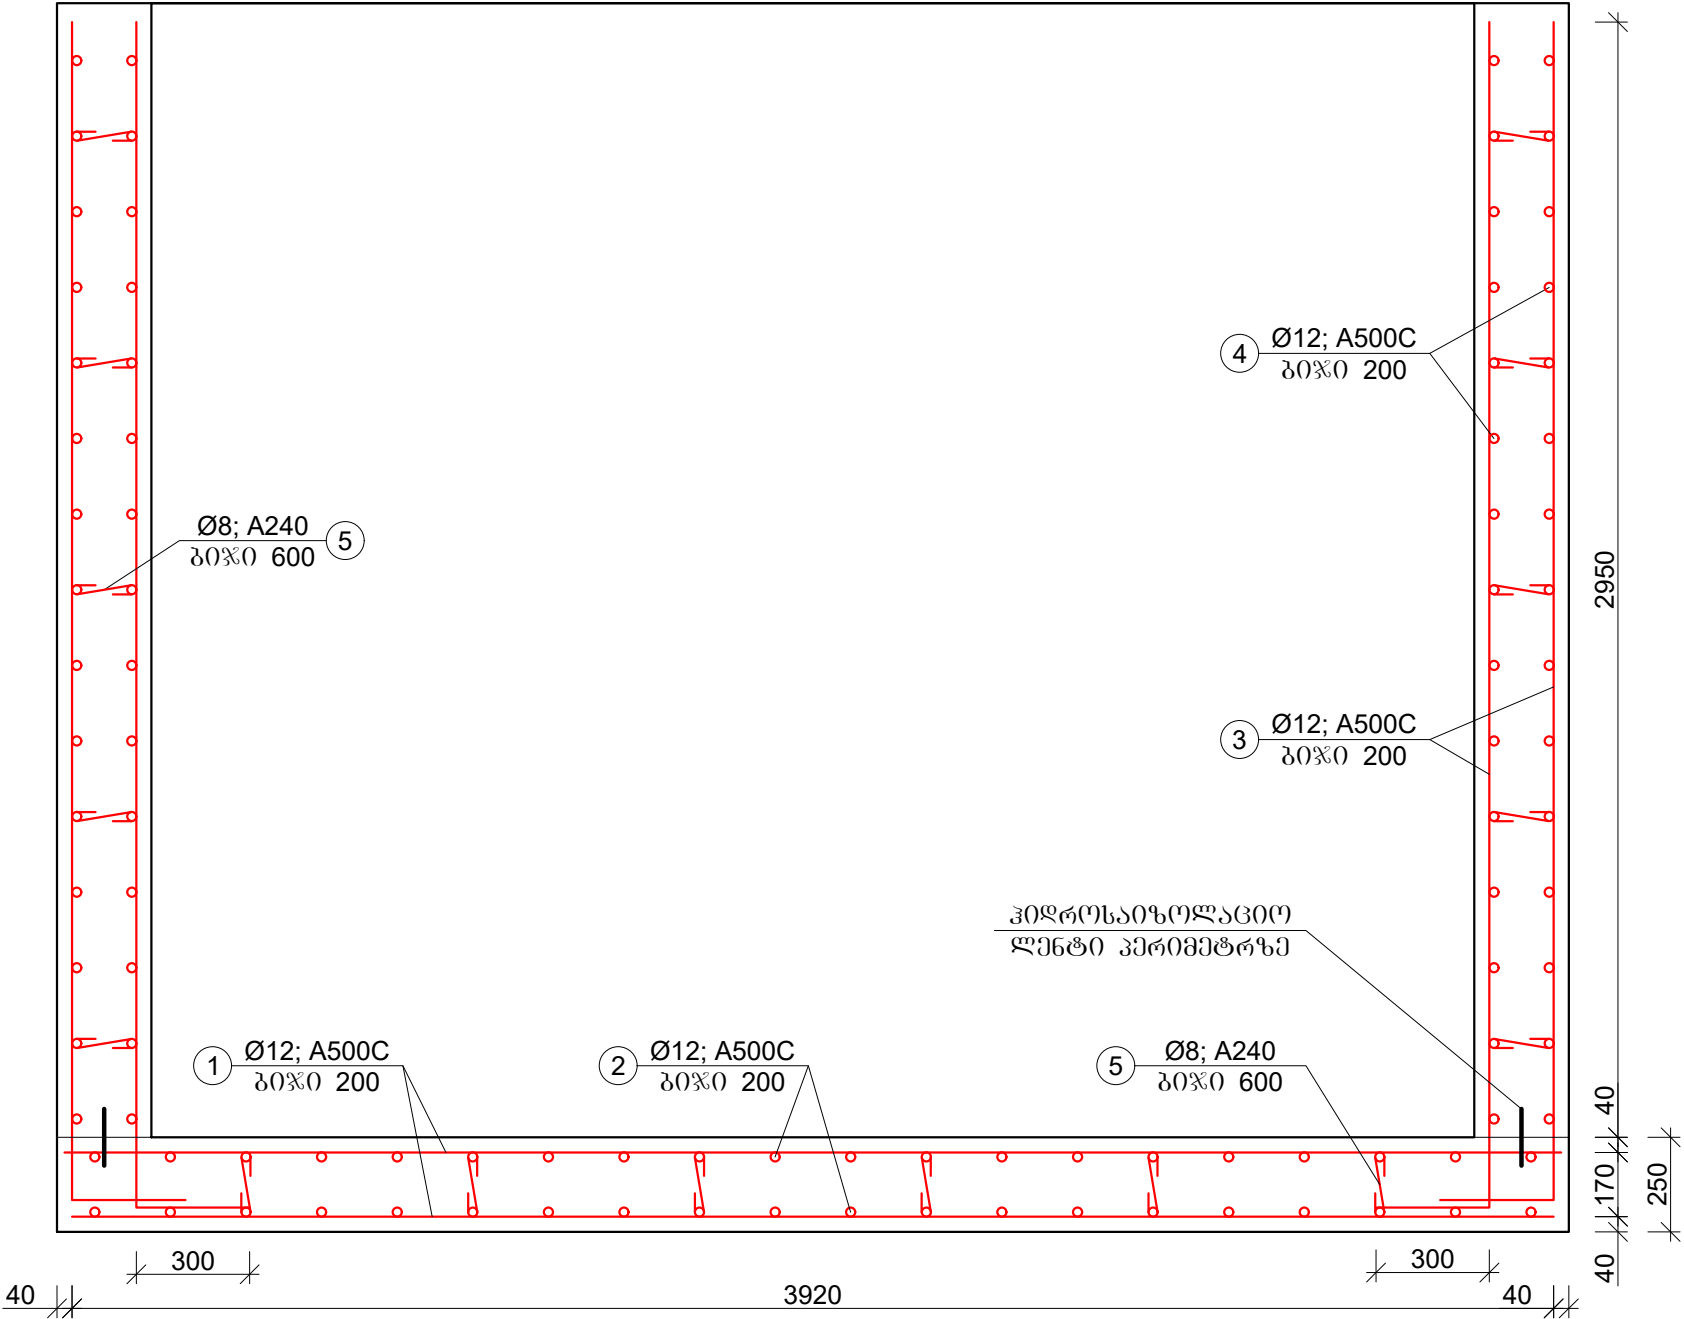 4 Ø12; A500C
ბიჯი 200
Ø8; A240 5
ბიჯი 600
2950
3 Ø12; A500C
ბიჯი 200
ჰიდროსაიზოლაციო
ლენტი პერიმეტრზე
1 Ø12; A500C
ბიჯი 200
2 Ø12; A500C
ბიჯი 200
5 Ø8; A240
ბიჯი 600
40
170
250
40
300
300
40
3920
40